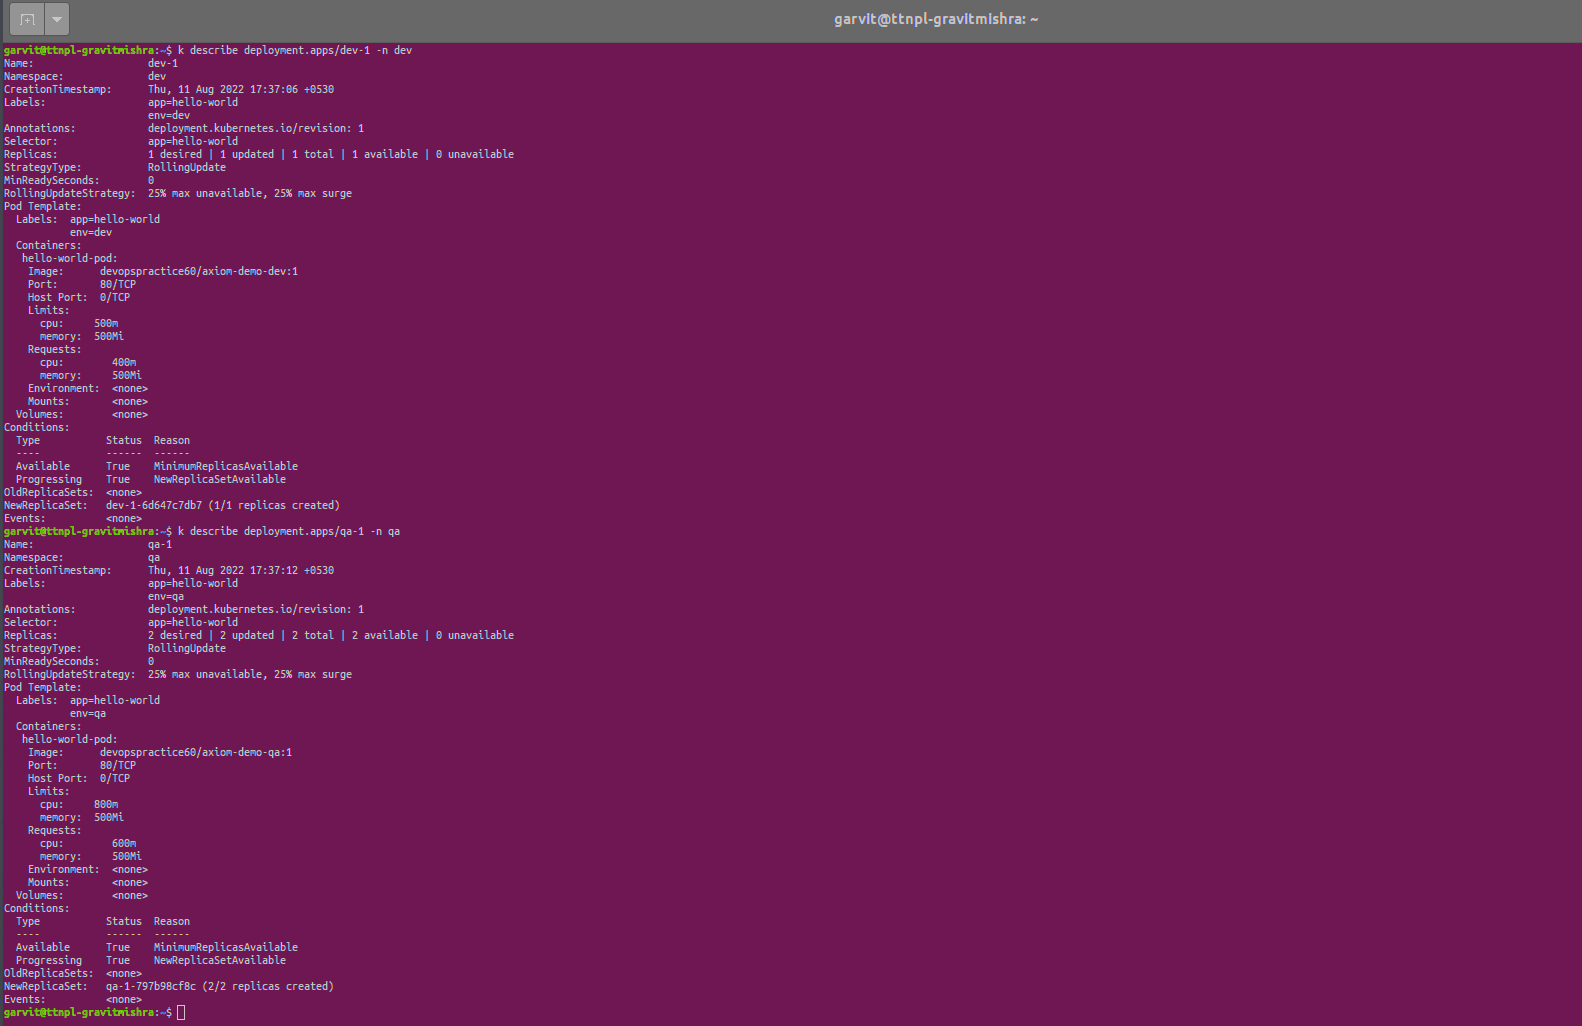 garvit@ttnpl-gravitmishra: ~
garvit@ttnpl-gravitmishra:~$ k describe deployment.apps/dev-1 -n dev
Name:                   dev-1
Namespace:              dev
CreationTimestamp:      Thu, 11 Aug 2022 17:37:06 +0530
Labels:                 app=hello-world
                        env=dev
Annotations:            deployment.kubernetes.io/revision: 1
Selector:               app=hello-world
Replicas:               1 desired | 1 updated | 1 total | 1 available | 0 unavailable
StrategyType:           RollingUpdate
MinReadySeconds:        0
RollingUpdateStrategy:  25% max unavailable, 25% max surge
Pod Template:
  Labels:  app=hello-world
           env=dev
  Containers:
   hello-world-pod:
    Image:      devopspractice60/axiom-demo-dev:1
    Port:       80/TCP
    Host Port:  0/TCP
    Limits:
      cpu:     500m
      memory:  500Mi
    Requests:
      cpu:        400m
      memory:     500Mi
    Environment:  <none>
    Mounts:       <none>
  Volumes:        <none>
Conditions:
  Type           Status  Reason
  ----           ------  ------
  Available      True    MinimumReplicasAvailable
  Progressing    True    NewReplicaSetAvailable
OldReplicaSets:  <none>
NewReplicaSet:   dev-1-6d647c7db7 (1/1 replicas created)
Events:          <none>
garvit@ttnpl-gravitmishra:~$ k describe deployment.apps/qa-1 -n qa
Name:                   qa-1
Namespace:              qa
CreationTimestamp:      Thu, 11 Aug 2022 17:37:12 +0530
Labels:                 app=hello-world
                        env=qa
Annotations:            deployment.kubernetes.io/revision: 1
Selector:               app=hello-world
Replicas:               2 desired | 2 updated | 2 total | 2 available | 0 unavailable
StrategyType:           RollingUpdate
MinReadySeconds:        0
RollingUpdateStrategy:  25% max unavailable, 25% max surge
Pod Template:
  Labels:  app=hello-world
           env=qa
  Containers:
   hello-world-pod:
    Image:      devopspractice60/axiom-demo-qa:1
    Port:       80/TCP
    Host Port:  0/TCP
    Limits:
      cpu:     800m
      memory:  500Mi
    Requests:
      cpu:        600m
      memory:     500Mi
    Environment:  <none>
    Mounts:       <none>
  Volumes:        <none>
Conditions:
  Type           Status  Reason
  ----           ------  ------
  Available      True    MinimumReplicasAvailable
  Progressing    True    NewReplicaSetAvailable
OldReplicaSets:  <none>
NewReplicaSet:   qa-1-797b98cf8c (2/2 replicas created)
Events:          <none>
garvit@ttnpl-gravitmishra:~$